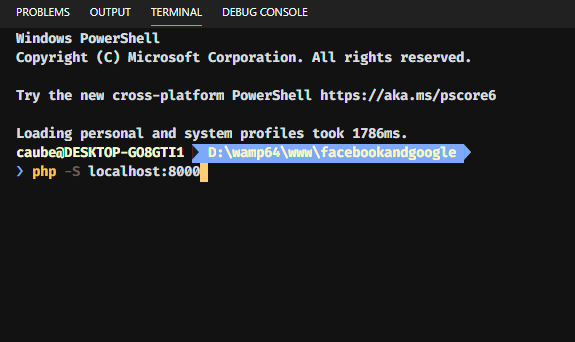 PROBLEMS OUTPUT TERMINAL DEBUG CONSOLE
Windows PowerShell
Copyright (C) Microsoft Corporation. All rights reserved.
Try the new cross-platform PowerShell https://aka.ms/pscore6
Loading personal and system profiles took 1786ms.
caube@DESKTOP-GO8GTI1 D:\wamp64\www\facebookandgoogle
❯ php -S localhost:8000